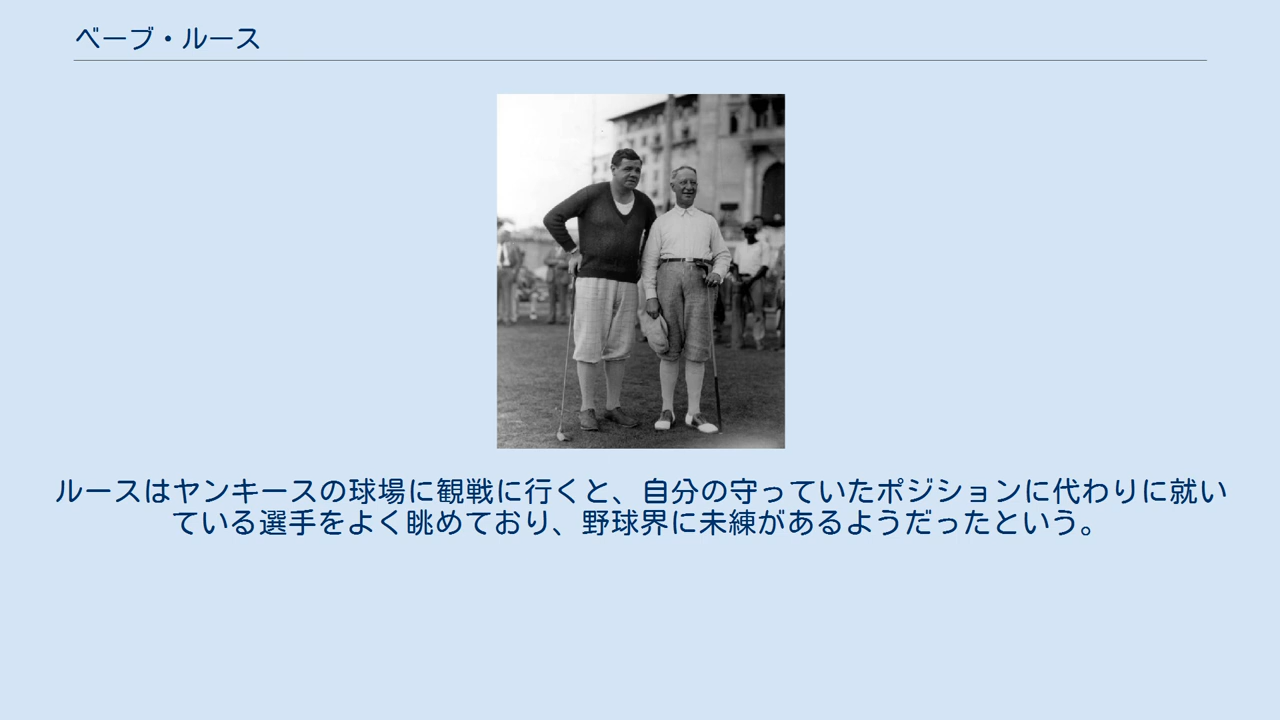 ベーブ・ルース
ルースはヤンキースの球場に観戦に行くと、自分の守っていたポジションに代わりに就い
ている選手をよく眺めており、野球界に未練があるようだったという。